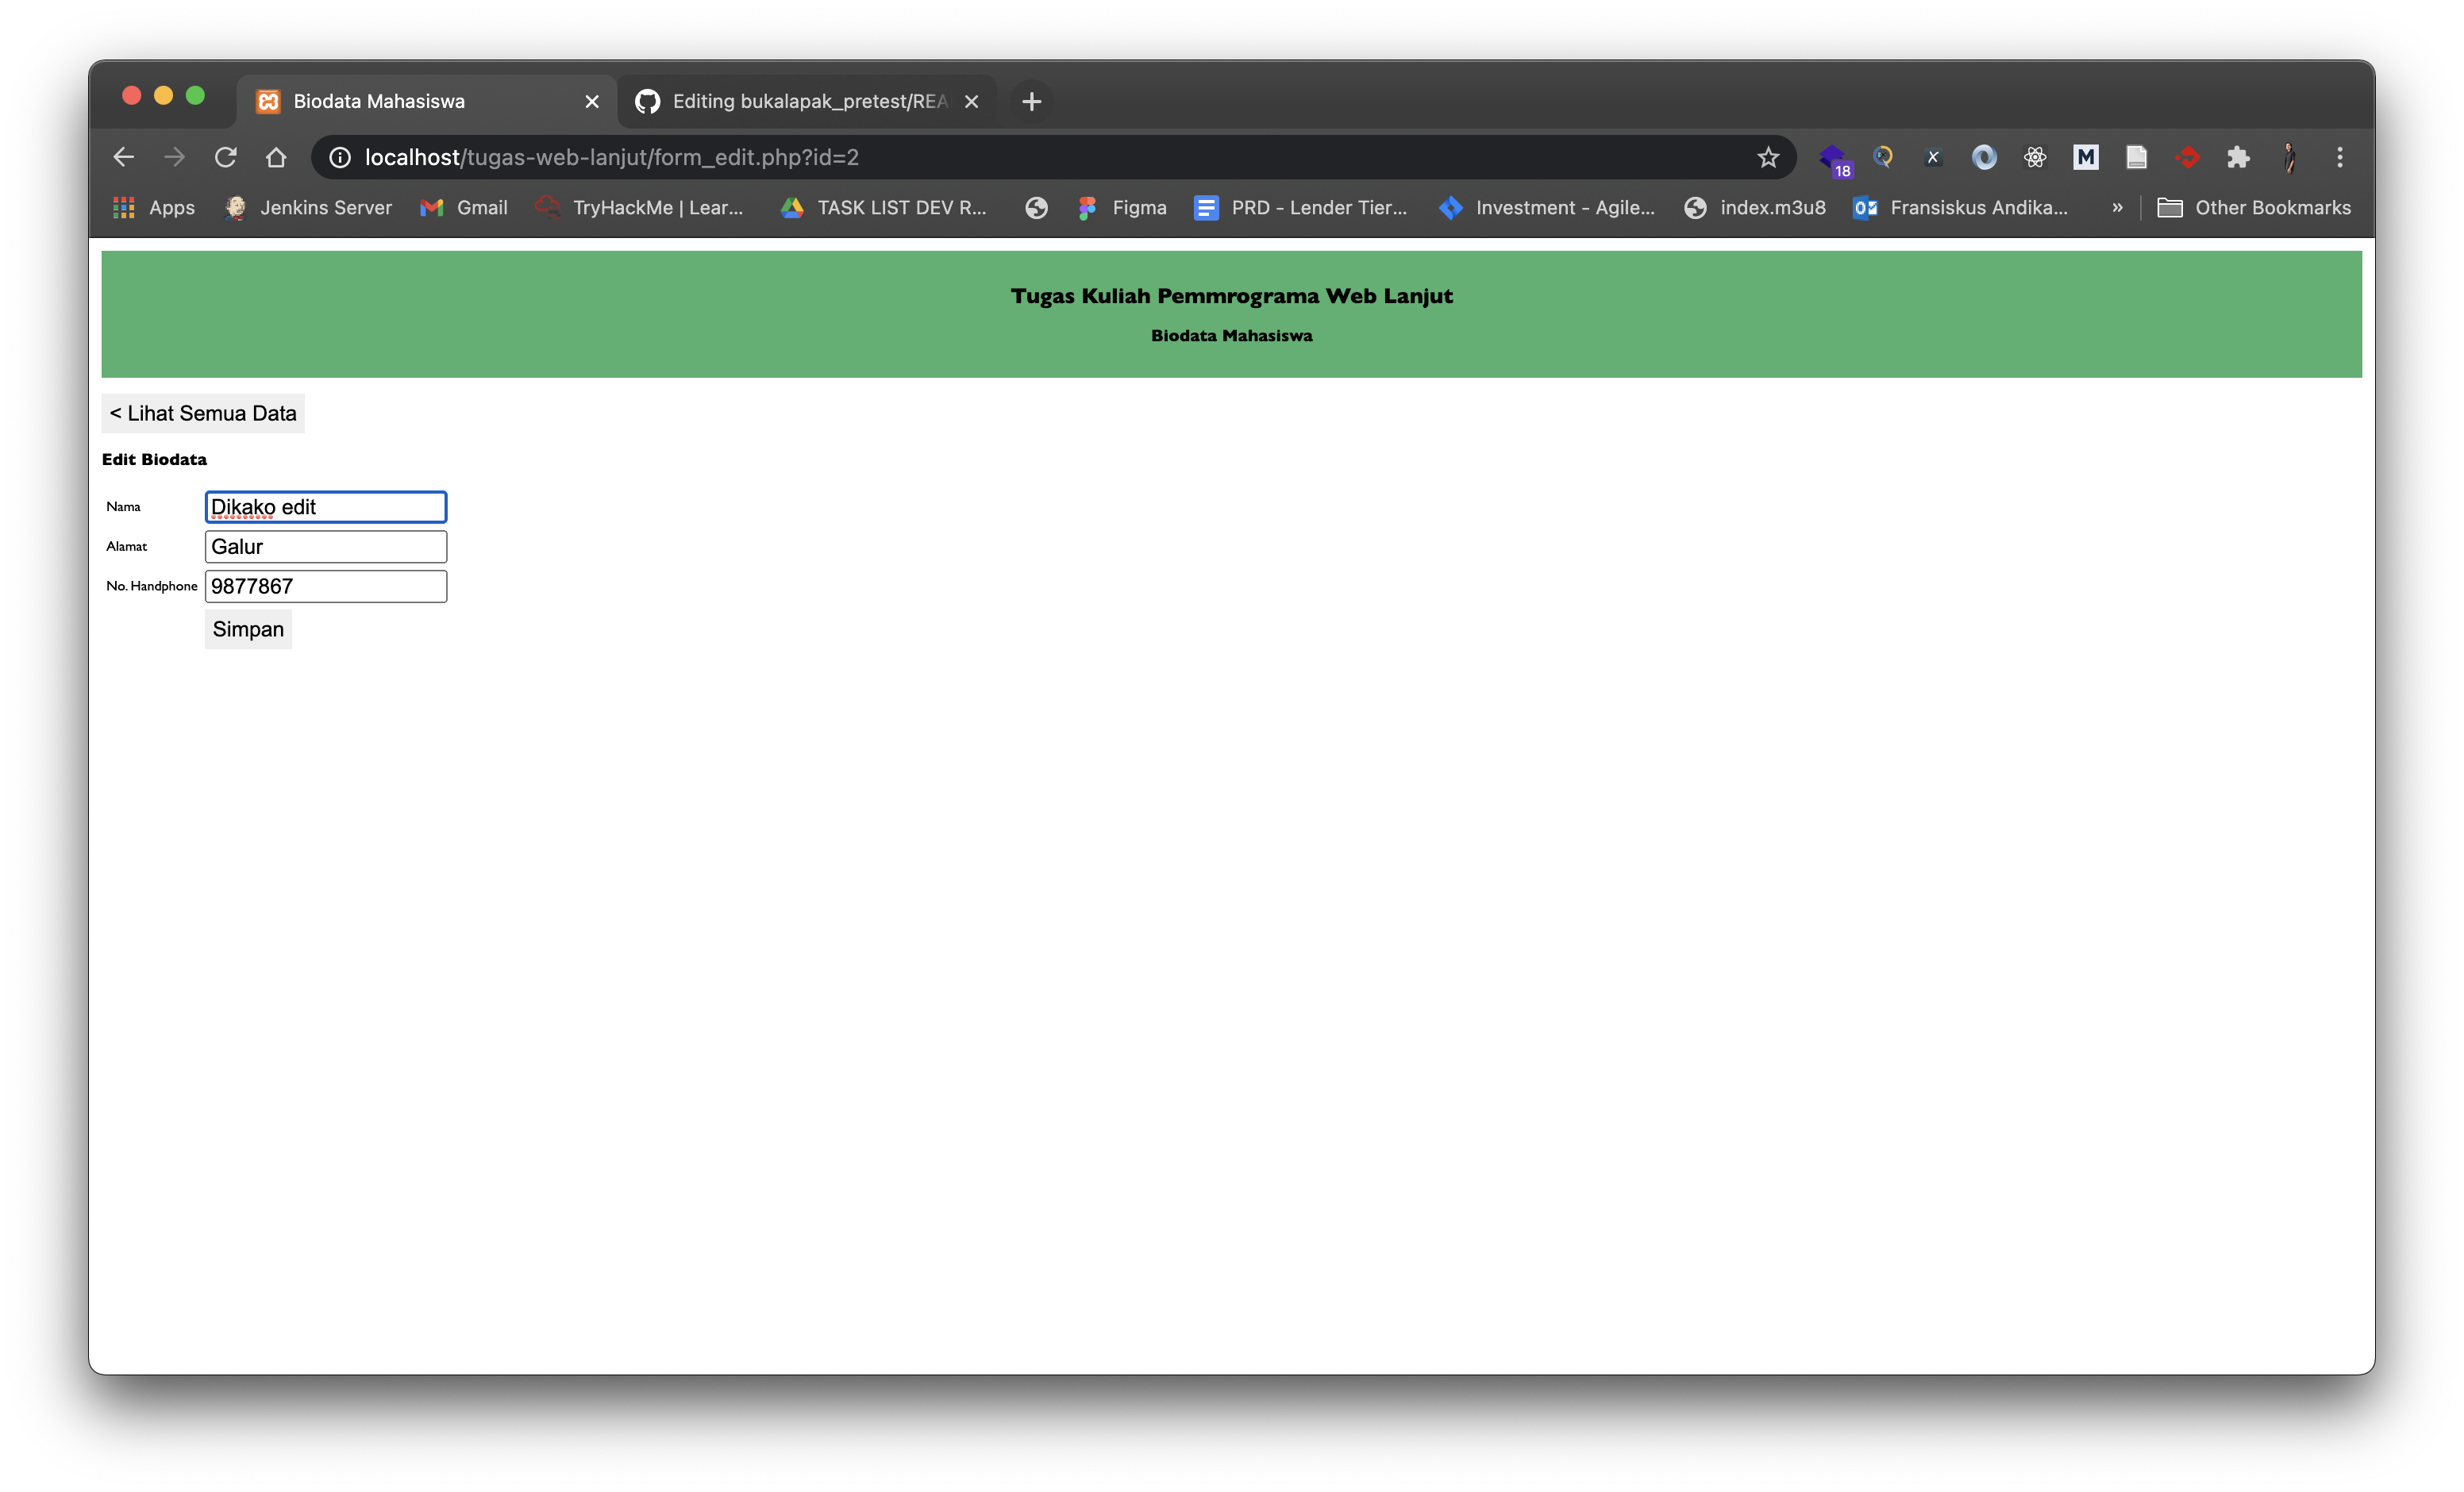 Biodata Mahasiswa
Editing bukalapak_pretest/REA
localhost/tugas-web-lanjut/form_edit.php?id=2
18
X
M
Apps
Jenkins Server
Gmail
TryHackMe | Lear...
TASK LIST DEV R...
Figma
PRD - Lender Tier...
Investment - Agile...
index.m3u8
Fransiskus Andika...
»
Other Bookmarks
Tugas Kuliah Pemmrograma Web Lanjut
Biodata Mahasiswa
< Lihat Semua Data
Edit Biodata
Nama Dikako edit
Alamat Galur
No. Handphone 9877867
Simpan